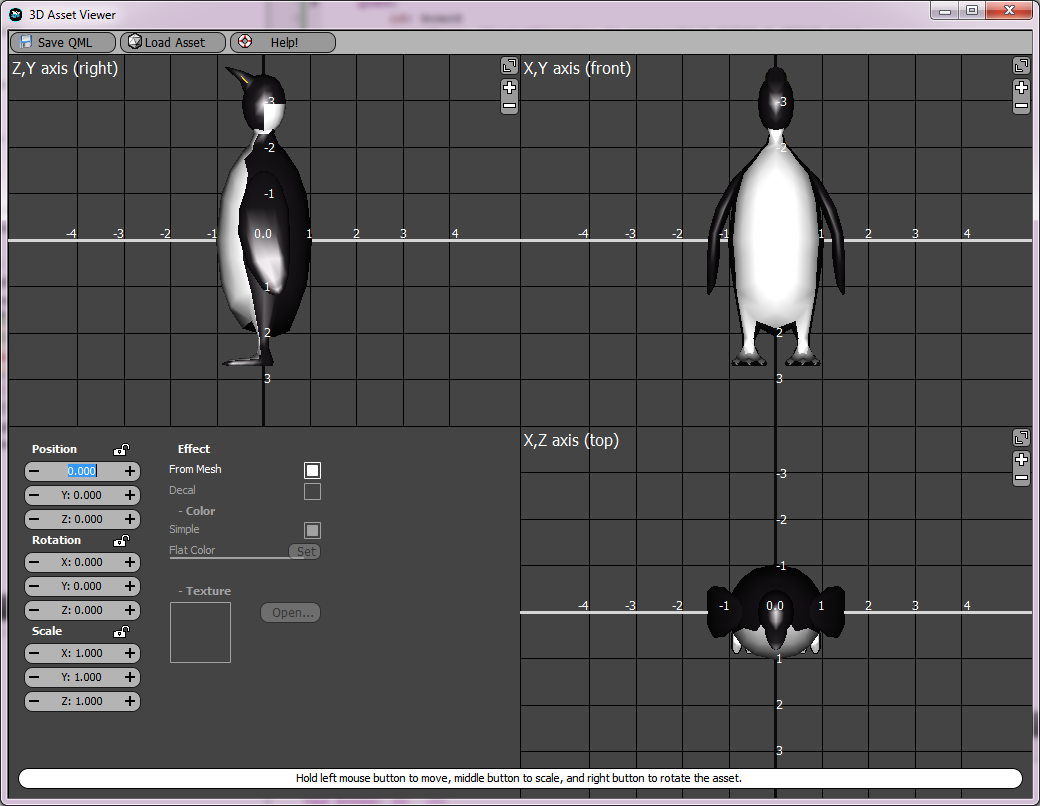 3D Asset Viewer
Save QML Load Asset Help!
Z,Y axis (right)
-3
-2
-1
-4 -3 -2 -1 0.0 1 2 3 4
1
2
3
X,Y axis (front)
-3
-2
-4 -3 -2 1 2 3 4
2
3
X,Z axis (top)
-3
-2
-1
-4 -3 -2 -1 0.0 1 2 3 4
1
2
3
Position
0.000
Y: 0.000
Z: 0.000
Rotation
X: 0.000
Y: 0.000
Z: 0.000
Scale
X: 1.000
Y: 1.000
Z: 1.000
Effect
From Mesh
Decal
- Color
Simple
Flat Color Set
- Texture
Open...
Hold left mouse button to move, middle button to scale, and right button to rotate the asset.